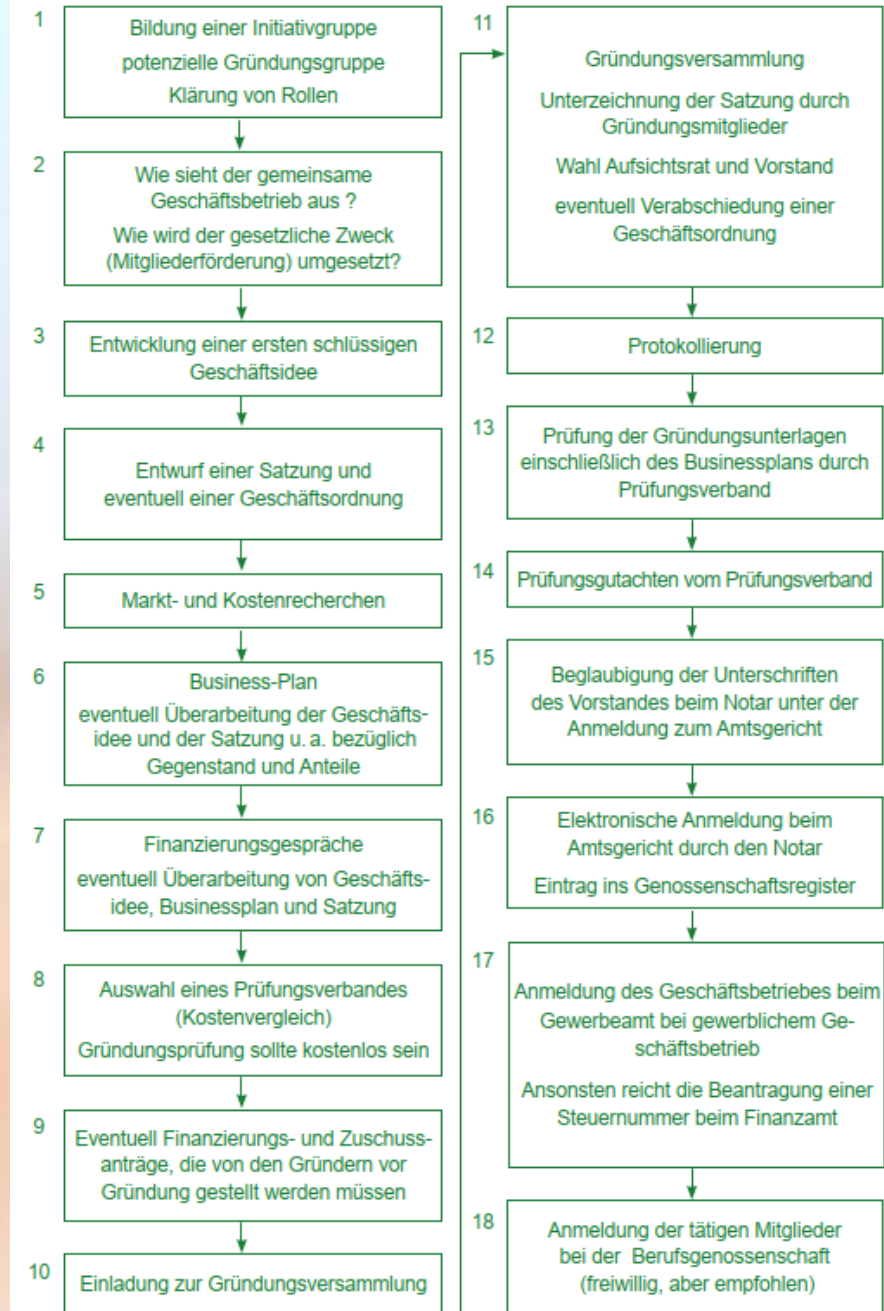 1
Bildung einer Initiativgruppe
potenzielle Gründungsgruppe
Klärung von Rollen
2
Wie sieht der gemeinsame
Geschäftsbetrieb aus ?
Wie wird der gesetzliche Zweck
(Mitgliederförderung) umgesetzt?
3
Entwicklung einer ersten schlüssigen
Geschäftsidee
4
Entwurf einer Satzung und
eventuell einer Geschäftsordnung
5
Markt- und Kostenrecherchen
6
Business-Plan
eventuell Überarbeitung der Geschäfts-
idee und der Satzung u. a. bezüglich
Gegenstand und Anteile
7
Finanzierungsgespräche
eventuell Überarbeitung von Geschäfts-
idee, Businessplan und Satzung
8
Auswahl eines Prüfungsverbandes
(Kostenvergleich)
Gründungsprüfung sollte kostenlos sein
9
Eventuell Finanzierungs- und Zuschuss-
anträge, die von den Gründern vor
Gründung gestellt werden müssen
10
Einladung zur Gründungsversammlung
11
Gründungsversammlung
Unterzeichnung der Satzung durch
Gründungsmitglieder
Wahl Aufsichtsrat und Vorstand
eventuell Verabschiedung einer
Geschäftsordnung
12
Protokollierung
13
Prüfung der Gründungsunterlagen
einschließlich des Businessplans durch
Prüfungsverband
14
Prüfungsgutachten vom Prüfungsverband
15
Beglaubigung der Unterschriften
des Vorstandes beim Notar unter der
Anmeldung zum Amtsgericht
16
Elektronische Anmeldung beim
Amtsgericht durch den Notar
Eintrag ins Genossenschaftsregister
17
Anmeldung des Geschäftsbetriebes beim
Gewerbeamt bei gewerblichem Ge-
schäftsbetrieb
Ansonsten reicht die Beantragung einer
Steuernummer beim Finanzamt
18
Anmeldung der tätigen Mitglieder
bei der Berufsgenossenschaft
(freiwillig, aber empfohlen)